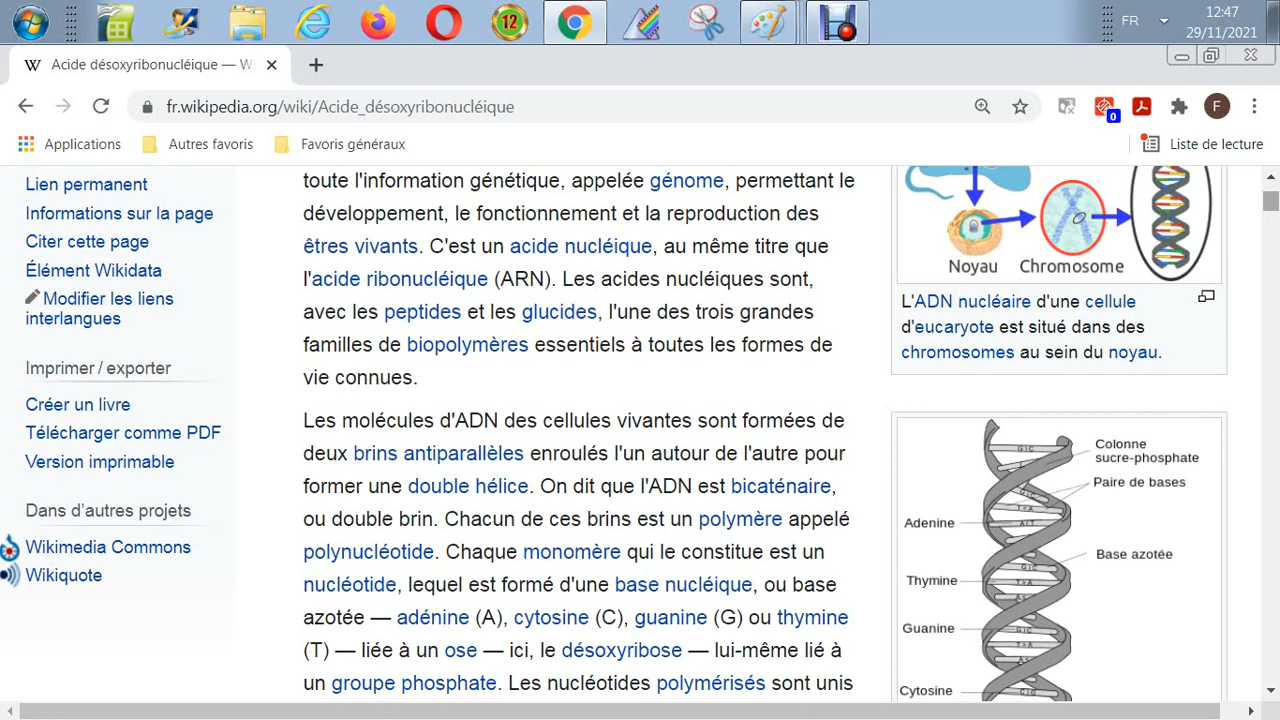 12
FR
12:47
29/11/2021
W Acide désoxyribonucléique — Wi
fr.wikipedia.org/wiki/Acide_désoxyribonucléique
0
F
Applications
Autres favoris
Favoris généraux
Liste de lecture
Lien permanent
Informations sur la page
Citer cette page
Élément Wikidata
Modifier les liens
interlangues
Imprimer / exporter
Créer un livre
Télécharger comme PDF
Version imprimable
Dans d’autres projets
Wikimedia Commons
Wikiquote
toute l'information génétique, appelée génome, permettant le
développement, le fonctionnement et la reproduction des
êtres vivants. C'est un acide nucléique, au même titre que
l'acide ribonucléique (ARN). Les acides nucléiques sont,
avec les peptides et les glucides, l'une des trois grandes
familles de biopolymères essentiels à toutes les formes de
vie connues.
Les molécules d'ADN des cellules vivantes sont formées de
deux brins antiparallèles enroulés l'un autour de l'autre pour
former une double hélice. On dit que l'ADN est bicaténaire,
ou double brin. Chacun de ces brins est un polymère appelé
polynucléotide. Chaque monomère qui le constitue est un
nucléotide, lequel est formé d'une base nucléique, ou base
azotée — adénine (A), cytosine (C), guanine (G) ou thymine
(T) — liée à un ose — ici, le désoxyribose — lui-même lié à
un groupe phosphate. Les nucléotides polymérisés sont unis
Noyau
Chromosome
L'ADN nucléaire d'une cellule
d'eucaryote est situé dans des
chromosomes au sein du noyau.
Colonne
sucre-phosphate
Paire de bases
Adenine
Base azotée
Thymine
Guanine
Cytosine